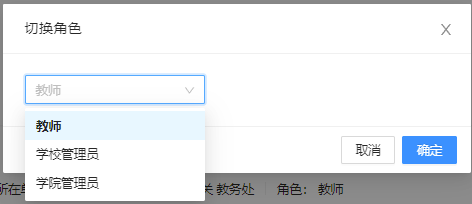 切换角色
教师
教师
学校管理员
学院管理员
取消
确定
所在 关 教务处 角色： 教师